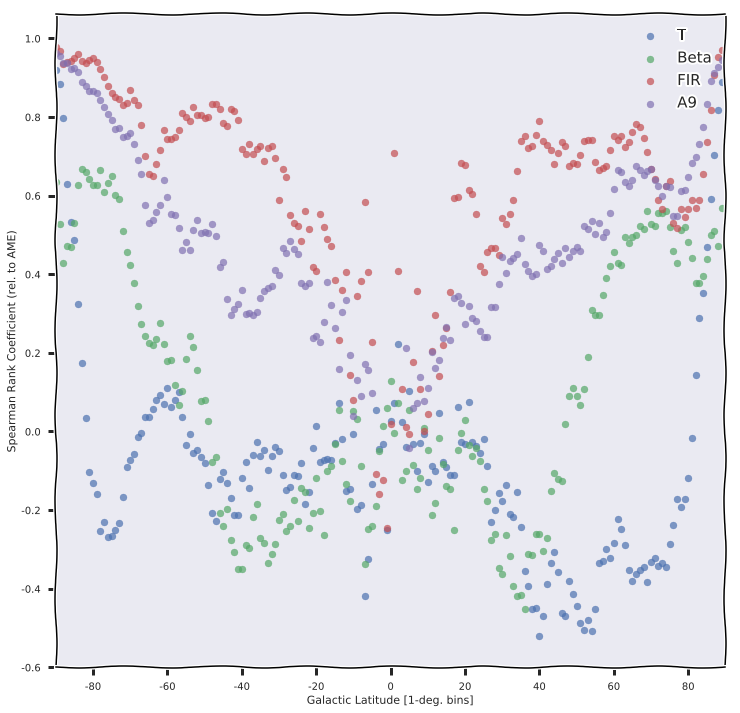 T
Beta
FIR
A9
1.0
0.8
0.6
0.4
0.2
0.0
-0.2
-0.4
-0.6
Spearman Rank Coefficient (rel. to AME)
-80 -60 -40 -20 0 20 40 60 80
Galactic Latitude [1-deg. bins]